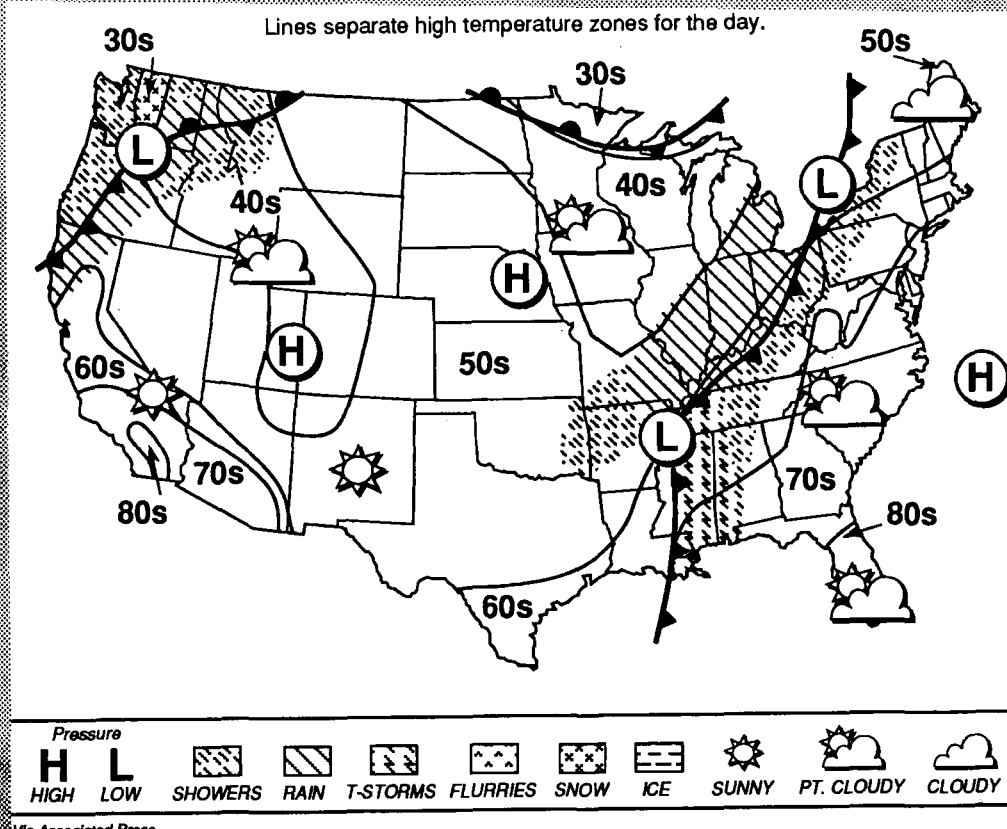 Lines separate high temperature zones for the day.
30s
50s
30s
L
L
40s
40s
H
H
50s
60s
H
L
70s
70s
80s
80s
60s
Pressure
H L
HIGH LOW SHOWERS RAIN T-STORMS FLURRIES SNOW ICE SUNNY PT. CLOUDY CLOUDY
Via Associated Press